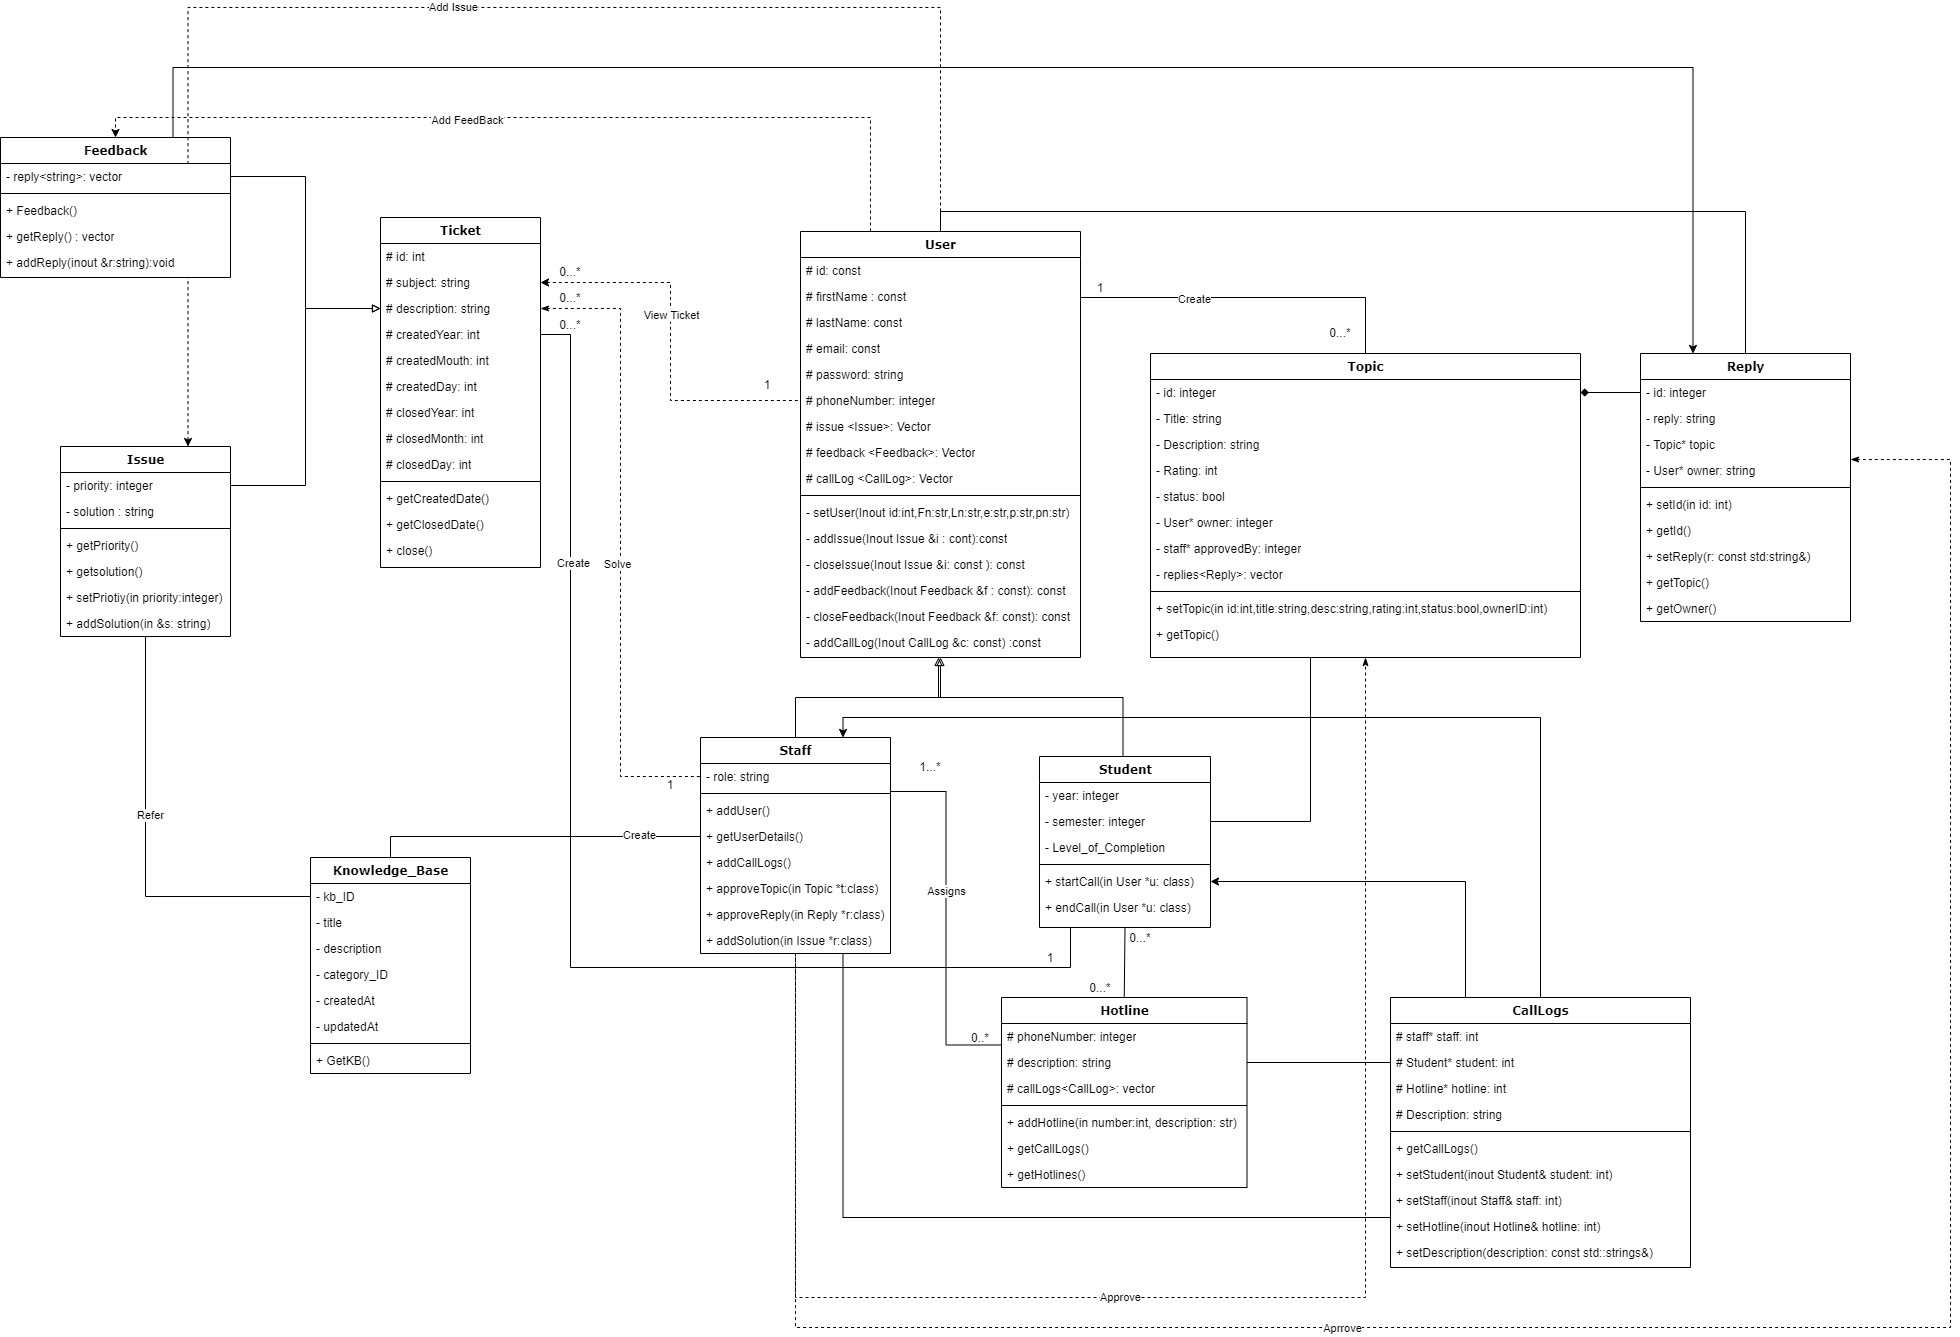 Add Issue
Add FeedBack
Feedback
- reply<string>: vector
+ Feedback()
+ getReply() : vector
+ addReply(inout &r:string):void
Ticket
# id: int
# subject: string
# description: string
# createdYear: int
# createdMouth: int
# createdDay: int
# closedYear: int
# closedMonth: int
# closedDay: int
+ getCreatedDate()
+ getClosedDate()
+ close()
0...*
0...*
0...*
View Ticket
1
Create
Solve
User
# id: const
# firstName : const
# lastName: const
# email: const
# password: string
# phoneNumber: integer
# issue <Issue>: Vector
# feedback <Feedback>: Vector
# callLog <CallLog>: Vector
- setUser(Inout id:int,Fn:str,Ln:str,e:str,p:str,pn:str)
- addIssue(Inout Issue &i : cont):const
- closeIssue(Inout Issue &i: const ): const
- addFeedback(Inout Feedback &f : const): const
- closeFeedback(Inout Feedback &f: const): const
- addCallLog(Inout CallLog &c: const) :const
1
Create
0...*
Topic
- id: integer
- Title: string
- Description: string
- Rating: int
- status: bool
- User* owner: integer
- staff* approvedBy: integer
- replies<Reply>: vector
+ setTopic(in id:int,title:string,desc:string,rating:int,status:bool,ownerID:int)
+ getTopic()
Reply
- id: integer
- reply: string
- Topic* topic
- User* owner: string
+ setId(in id: int)
+ getId()
+ setReply(r: const std:string&)
+ getTopic()
+ getOwner()
Issue
- priority: integer
- solution : string
+ getPriority()
+ getsolution()
+ setPriotiy(in priority:integer)
+ addSolution(in &s: string)
Refer
Knowledge_Base
- kb_ID
- title
- description
- category_ID
- createdAt
- updatedAt
+ GetKB()
Create
1
Staff
- role: string
+ addUser()
+ getUserDetails()
+ addCallLogs()
+ approveTopic(in Topic *t:class)
+ approveReply(in Reply *r:class)
+ addSolution(in Issue *r:class)
1...*
Assigns
0..*
Student
- year: integer
- semester: integer
- Level_of_Completion
+ startCall(in User *u: class)
+ endCall(in User *u: class)
1
0...*
0...*
Hotline
# phoneNumber: integer
# description: string
# callLogs<CallLog>: vector
+ addHotline(in number:int, description: str)
+ getCallLogs()
+ getHotlines()
CallLogs
# staff* staff: int
# Student* student: int
# Hotline* hotline: int
# Description: string
+ getCallLogs()
+ setStudent(inout Student& student: int)
+ setStaff(inout Staff& staff: int)
+ setHotline(inout Hotline& hotline: int)
+ setDescription(description: const std::strings&)
Approve
Aprrove